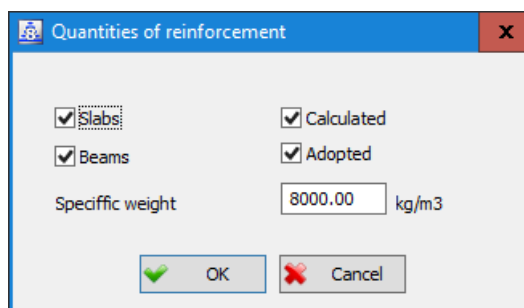 Quantities of reinforcement
Slabs Calculated
Beams Adopted
Speciffic weight 8000.00 kg/m3
OK Cancel